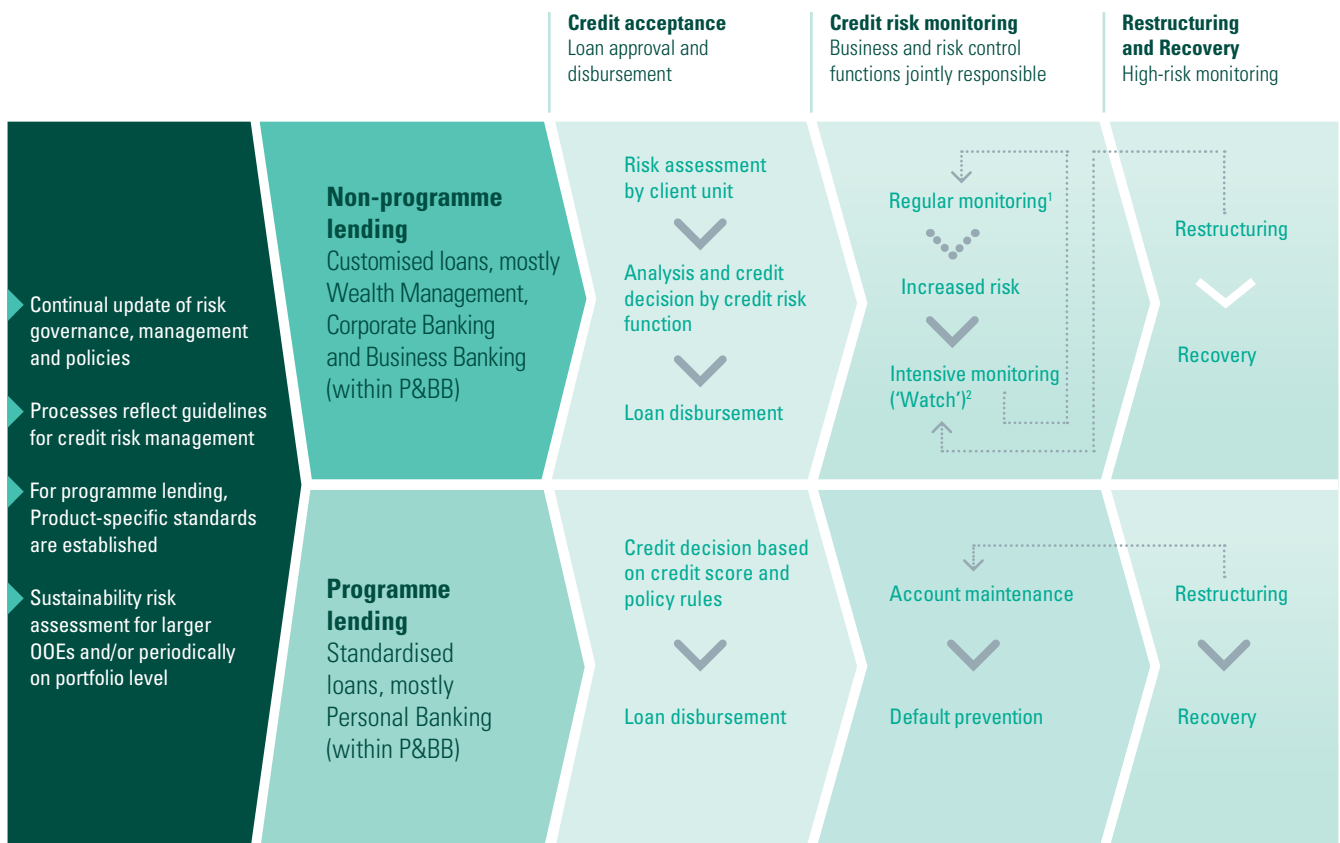 Credit acceptance
Loan approval and
disbursement
Credit risk monitoring
Business and risk control
functions jointly responsible
Restructuring
and Recovery
High-risk monitoring
Continual update of risk
governance, management
and policies
Processes reflect guidelines
for credit risk management
For programme lending,
Product-specific standards
are established
Sustainability risk
assessment for larger
OOEs and/or periodically
on portfolio level
Non-programme
lending
Customised loans, mostly
Wealth Management,
Corporate Banking
and Business Banking
(within P&BB)
Risk assessment
by client unit
Analysis and credit
decision by credit risk
function
Loan disbursement
Regular monitoring¹
Increased risk
Intensive monitoring
(‘Watch’)²
Restructuring
Recovery
Programme
lending
Standardised
loans, mostly
Personal Banking
(within P&BB)
Credit decision based
on credit score and
policy rules
Loan disbursement
Account maintenance
Default prevention
Restructuring
Recovery